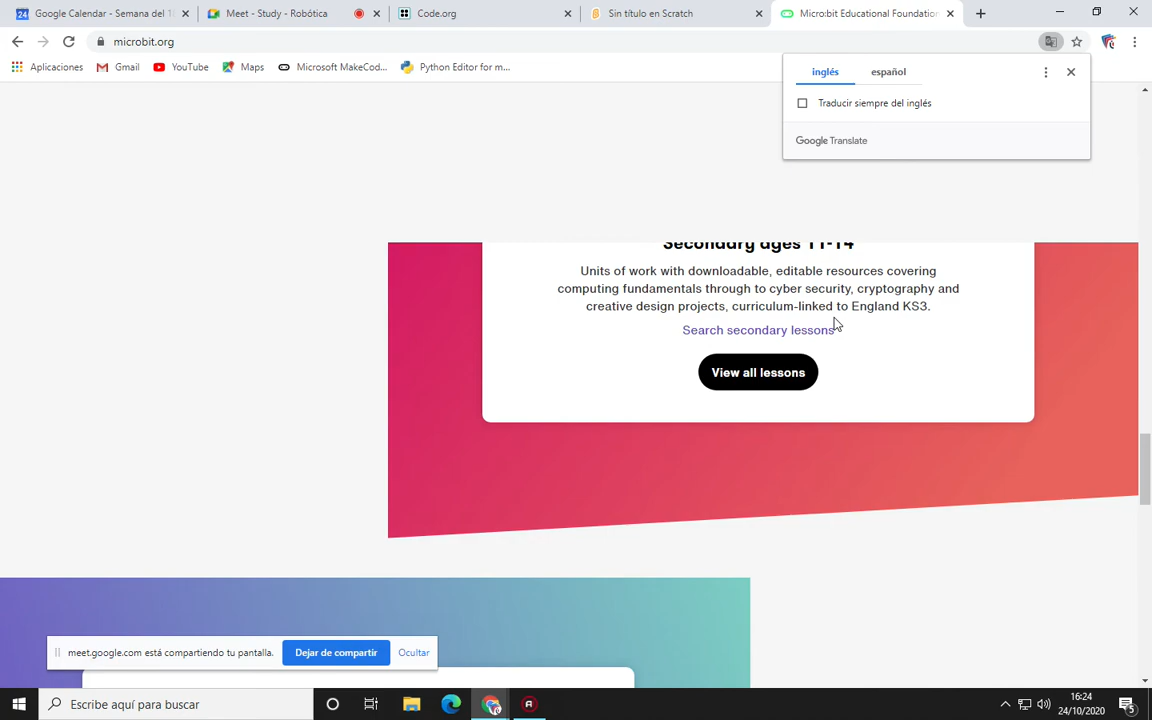 Google Calendar - Semana del 1
Meet - Study - Robótica
Code.org
Sin título en Scratch
Micro:bit Educational Foundation
microbit.org
Aplicaciones
Gmail
YouTube
Maps
Microsoft MakeCod...
Python Editor for m...
inglés
español
Traducir siempre del inglés
Google Translate
Secondary ages 11-14
Units of work with downloadable, editable resources covering
computing fundamentals through to cyber security, cryptography and
creative design projects, curriculum-linked to England KS3.
Search secondary lessons
View all lessons
meet.google.com está compartiendo tu pantalla.
Dejar de compartir
Ocultar
Escribe aquí para buscar
16:24
24/10/2020
5